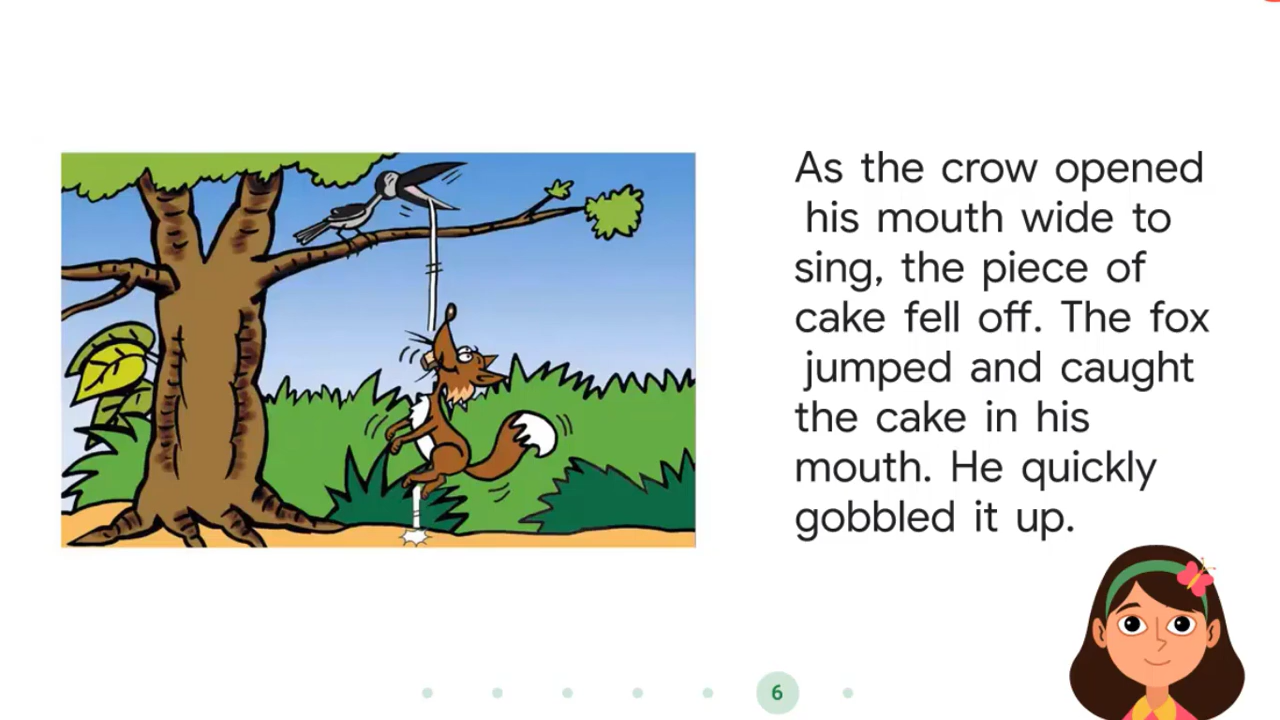 As the crow opened
his mouth wide to
sing, the piece of
cake fell off. The fox
jumped and caught
the cake in his
mouth. He quickly
gobbled it up.
6